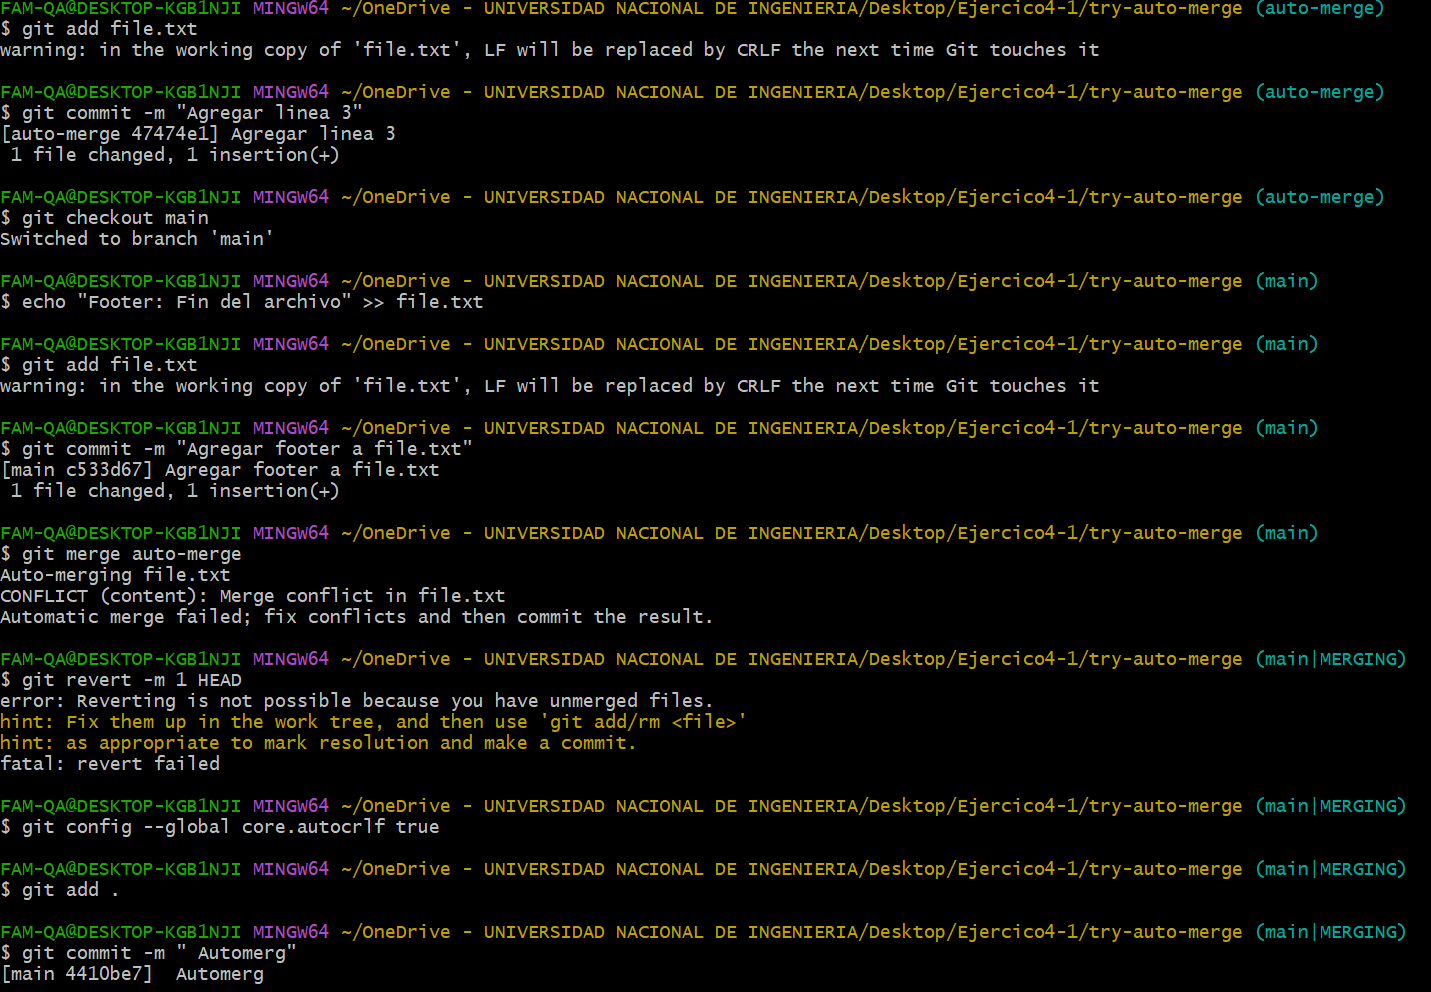 FAM-QA@DESKTOP-KGB1NJI MINGW64 ~/OneDrive - UNIVERSIDAD NACIONAL DE INGENIERIA/Desktop/Ejercico4-1/try-auto-merge (auto-merge)
$ git add file.txt
warning: in the working copy of 'file.txt', LF will be replaced by CRLF the next time Git touches it
FAM-QA@DESKTOP-KGB1NJI MINGW64 ~/OneDrive - UNIVERSIDAD NACIONAL DE INGENIERIA/Desktop/Ejercico4-1/try-auto-merge (auto-merge)
$ git commit -m "Agregar linea 3"
[auto-merge 47474e1] Agregar linea 3
 1 file changed, 1 insertion(+)
FAM-QA@DESKTOP-KGB1NJI MINGW64 ~/OneDrive - UNIVERSIDAD NACIONAL DE INGENIERIA/Desktop/Ejercico4-1/try-auto-merge (auto-merge)
$ git checkout main
Switched to branch 'main'
FAM-QA@DESKTOP-KGB1NJI MINGW64 ~/OneDrive - UNIVERSIDAD NACIONAL DE INGENIERIA/Desktop/Ejercico4-1/try-auto-merge (main)
$ echo "Footer: Fin del archivo" >> file.txt
FAM-QA@DESKTOP-KGB1NJI MINGW64 ~/OneDrive - UNIVERSIDAD NACIONAL DE INGENIERIA/Desktop/Ejercico4-1/try-auto-merge (main)
$ git add file.txt
warning: in the working copy of 'file.txt', LF will be replaced by CRLF the next time Git touches it
FAM-QA@DESKTOP-KGB1NJI MINGW64 ~/OneDrive - UNIVERSIDAD NACIONAL DE INGENIERIA/Desktop/Ejercico4-1/try-auto-merge (main)
$ git commit -m "Agregar footer a file.txt"
[main c533d67] Agregar footer a file.txt
 1 file changed, 1 insertion(+)
FAM-QA@DESKTOP-KGB1NJI MINGW64 ~/OneDrive - UNIVERSIDAD NACIONAL DE INGENIERIA/Desktop/Ejercico4-1/try-auto-merge (main)
$ git merge auto-merge
Auto-merging file.txt
CONFLICT (content): Merge conflict in file.txt
Automatic merge failed; fix conflicts and then commit the result.
FAM-QA@DESKTOP-KGB1NJI MINGW64 ~/OneDrive - UNIVERSIDAD NACIONAL DE INGENIERIA/Desktop/Ejercico4-1/try-auto-merge (main|MERGING)
$ git revert -m 1 HEAD
error: Reverting is not possible because you have unmerged files.
hint: Fix them up in the work tree, and then use 'git add/rm <file>'
hint: as appropriate to mark resolution and make a commit.
fatal: revert failed
FAM-QA@DESKTOP-KGB1NJI MINGW64 ~/OneDrive - UNIVERSIDAD NACIONAL DE INGENIERIA/Desktop/Ejercico4-1/try-auto-merge (main|MERGING)
$ git config --global core.autocrlf true
FAM-QA@DESKTOP-KGB1NJI MINGW64 ~/OneDrive - UNIVERSIDAD NACIONAL DE INGENIERIA/Desktop/Ejercico4-1/try-auto-merge (main|MERGING)
$ git add .
FAM-QA@DESKTOP-KGB1NJI MINGW64 ~/OneDrive - UNIVERSIDAD NACIONAL DE INGENIERIA/Desktop/Ejercico4-1/try-auto-merge (main|MERGING)
$ git commit -m " Automerg"
[main 4410be7]  Automerg